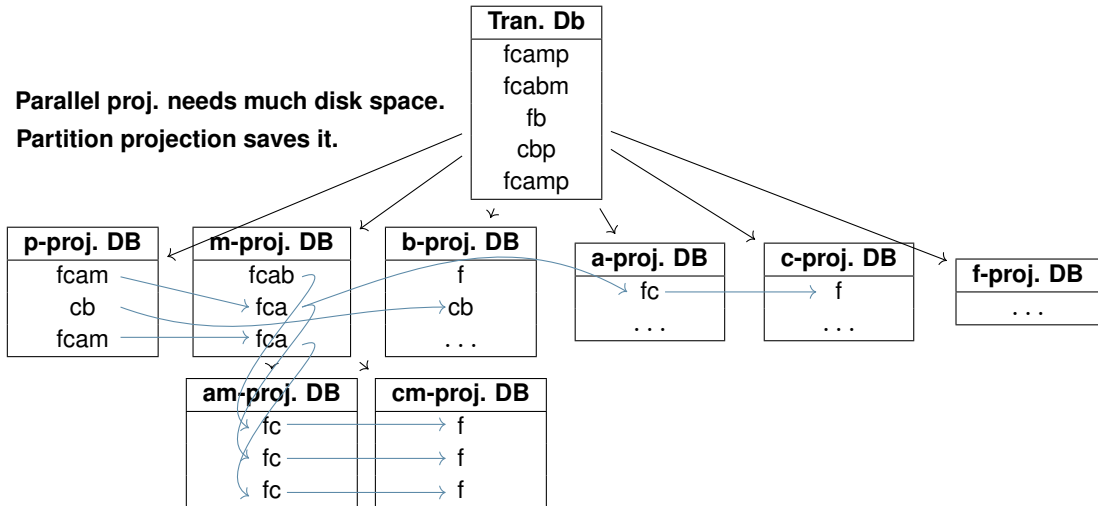 Tran. Db
fcamp
fcabm
fb
cbp
fcamp
Parallel proj. needs much disk space.
Partition projection saves it.
p-proj. DB
fcam
cb
fcam
m-proj. DB
fcab
fca
fca
b-proj. DB
f
cb
. . .
a-proj. DB
fc
. . .
c-proj. DB
f
. . .
f-proj. DB
. . .
am-proj. DB
fc
fc
fc
cm-proj. DB
f
f
f